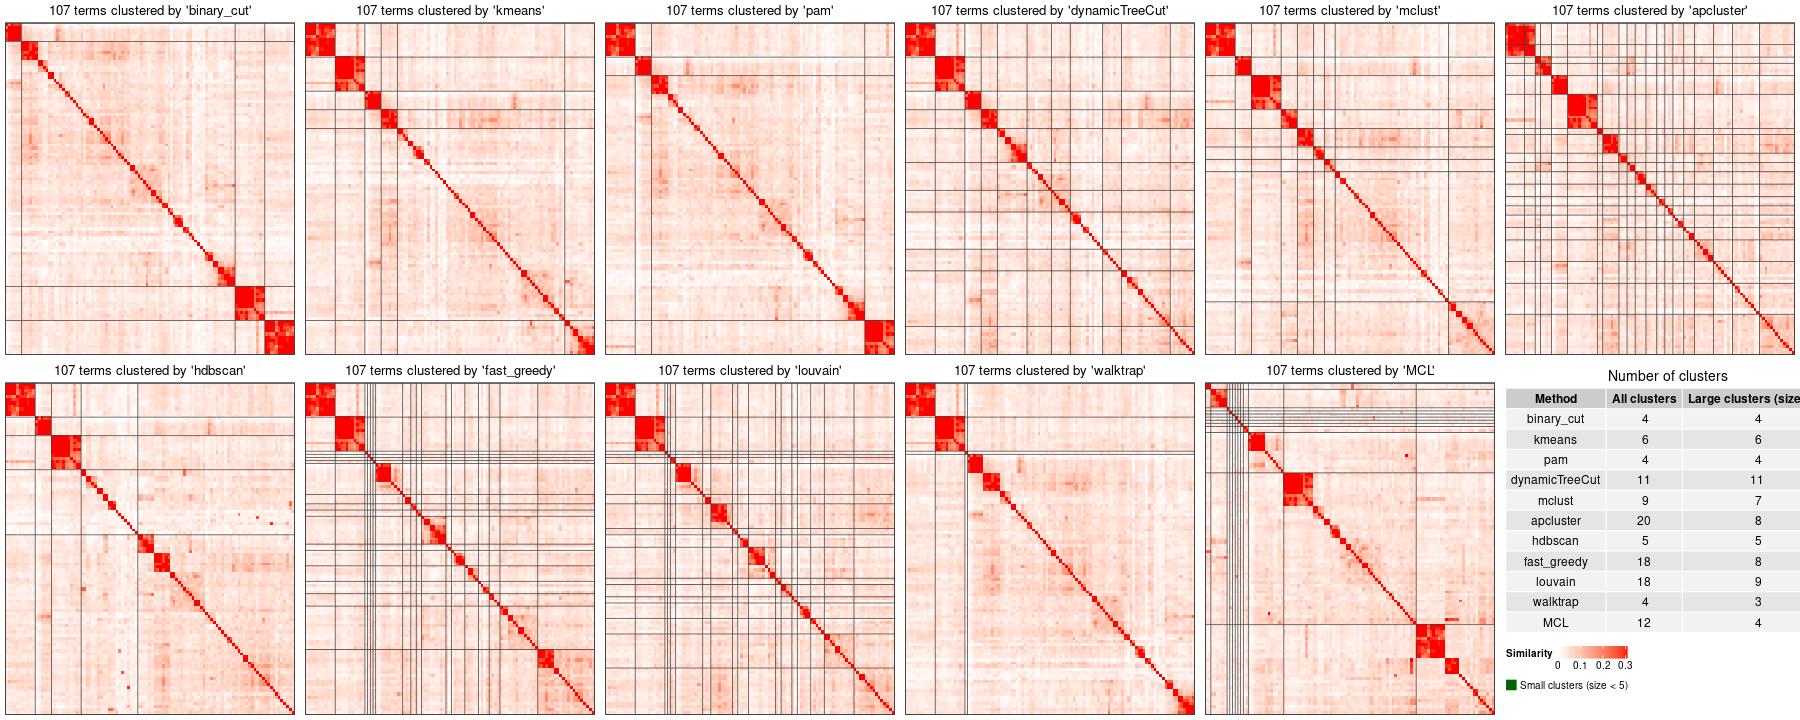 107 terms clustered by 'binary_cut'
107 terms clustered by 'kmeans'
107 terms clustered by 'pam'
107 terms clustered by 'dynamicTreeCut'
107 terms clustered by 'mclust'
107 terms clustered by 'apcluster'
107 terms clustered by 'hdbscan'
107 terms clustered by 'fast_greedy'
107 terms clustered by 'louvain'
107 terms clustered by 'walktrap'
107 terms clustered by 'MCL'
Number of clusters
Method All clusters Large clusters (size
binary_cut 4 4
kmeans 6 6
pam 4 4
dynamicTreeCut 11 11
mclust 9 7
apcluster 20 8
hdbscan 5 5
fast_greedy 18 8
louvain 18 9
walktrap 4 3
MCL 12 4
Similarity
0 0.1 0.2 0.3
Small clusters (size < 5)